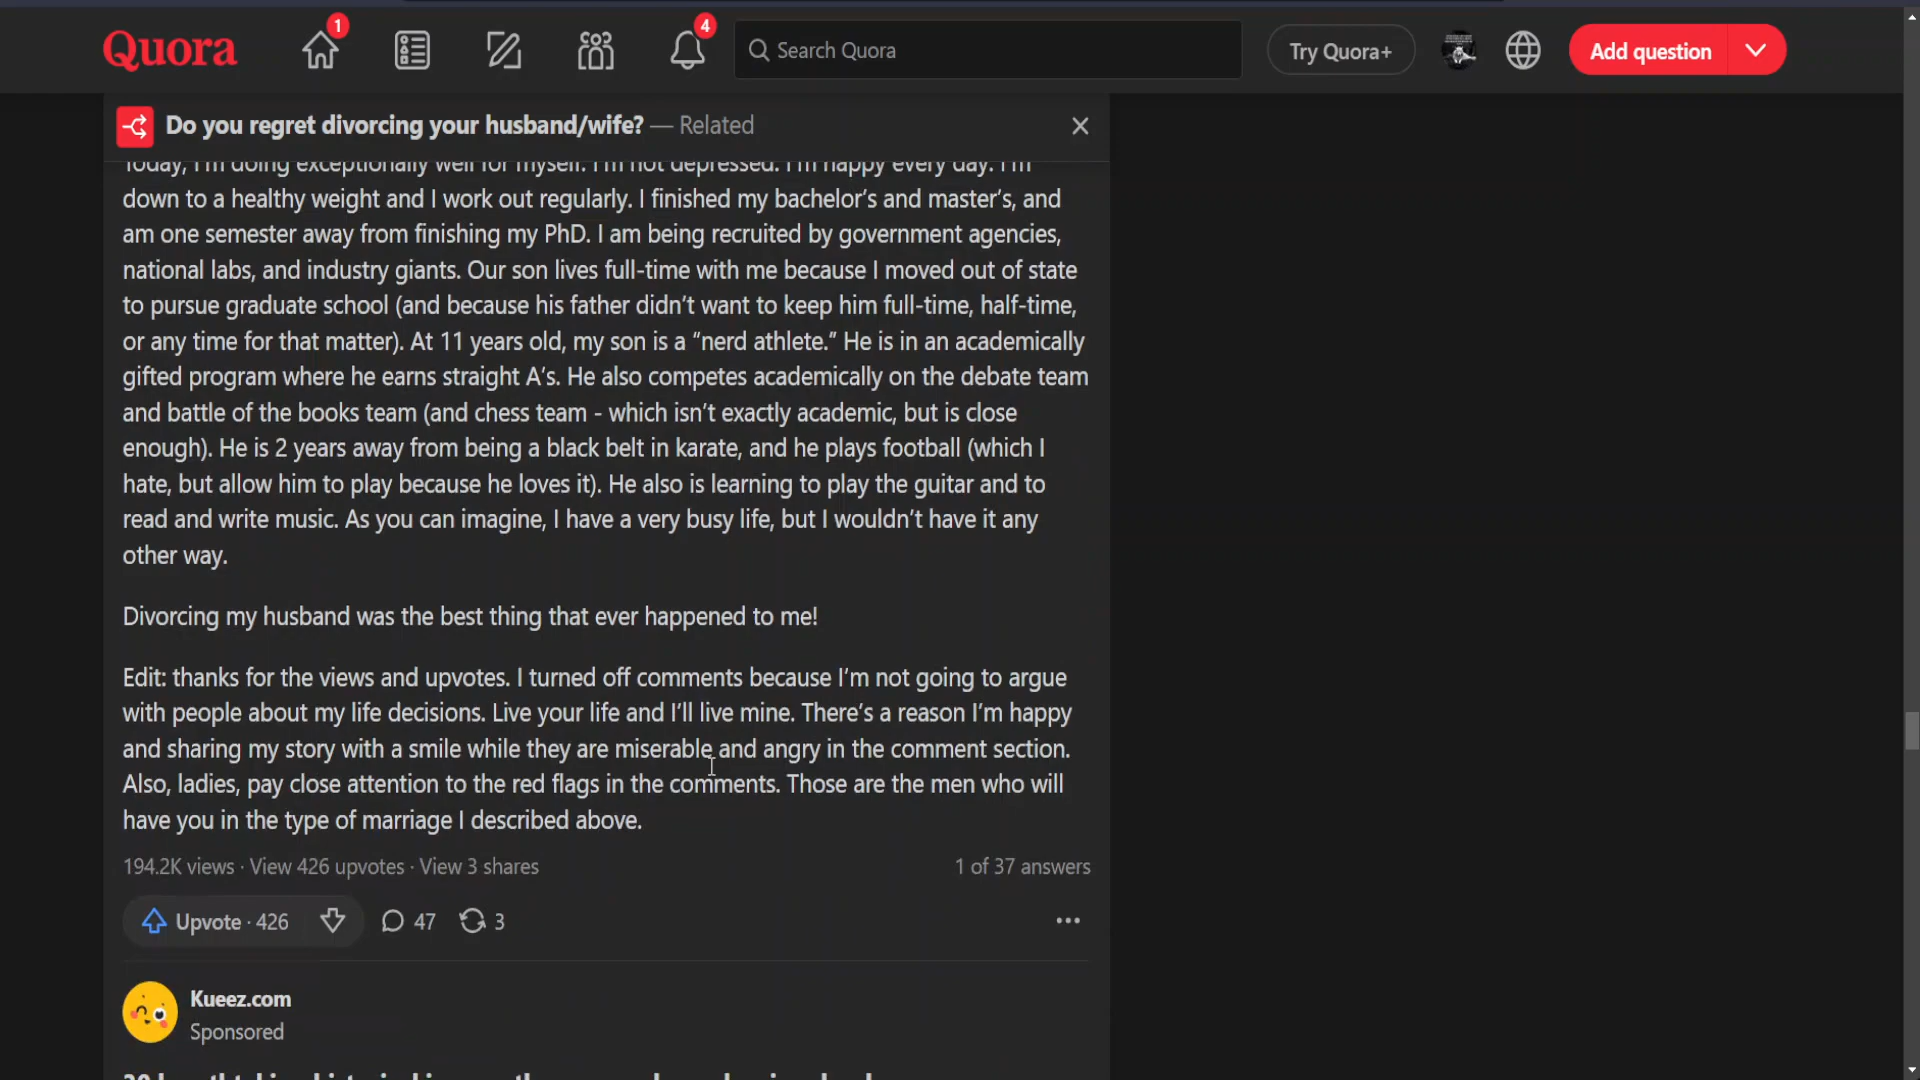 Quora
1
4
Search Quora
Try Quora+
Add question
Do you regret divorcing your husband/wife? — Related
Today, I'm doing exceptionally well for myself. I'm not depressed. I'm happy every day. I'm
down to a healthy weight and I work out regularly. I finished my bachelor's and master's, and
am one semester away from finishing my PhD. I am being recruited by government agencies,
national labs, and industry giants. Our son lives full-time with me because I moved out of state
to pursue graduate school (and because his father didn't want to keep him full-time, half-time,
or any time for that matter). At 11 years old, my son is a “nerd athlete.” He is in an academically
gifted program where he earns straight A's. He also competes academically on the debate team
and battle of the books team (and chess team - which isn't exactly academic, but is close
enough). He is 2 years away from being a black belt in karate, and he plays football (which I
hate, but allow him to play because he loves it). He also is learning to play the guitar and to
read and write music. As you can imagine, I have a very busy life, but I wouldn't have it any
other way.
Divorcing my husband was the best thing that ever happened to me!
Edit: thanks for the views and upvotes. I turned off comments because I'm not going to argue
with people about my life decisions. Live your life and I'll live mine. There's a reason I'm happy
and sharing my story with a smile while they are miserable and angry in the comment section.
Also, ladies, pay close attention to the red flags in the comments. Those are the men who will
have you in the type of marriage I described above.
194.2K views · View 426 upvotes · View 3 shares
1 of 37 answers
Upvote · 426
47
3
Kueez.com
Sponsored